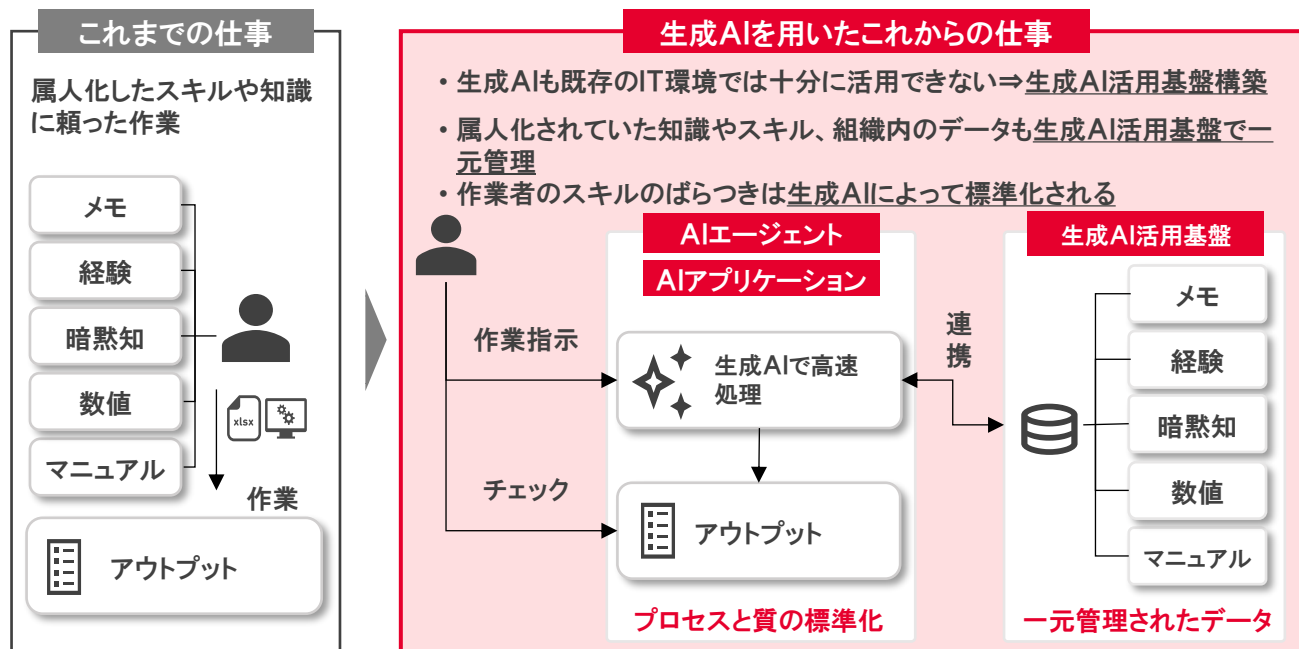 これまでの仕事
属人化したスキルや知識
に頼った作業
メモ
経験
暗黙知
数値
マニュアル
xlsx
作業
アウトプット
生成AIを用いたこれからの仕事
・生成AIも既存のIT環境では十分に活用できない⇒生成AI活用基盤構築
・属人化されていた知識やスキル、組織内のデータも生成AI活用基盤で一
元管理
・作業者のスキルのばらつきは生成AIによって標準化される
作業指示
チェック
AIエージェント
AIアプリケーション
生成AIで高速
処理
アウトプット
プロセスと質の標準化
連
携
生成AI活用基盤
メモ
経験
暗黙知
数値
マニュアル
一元管理されたデータ